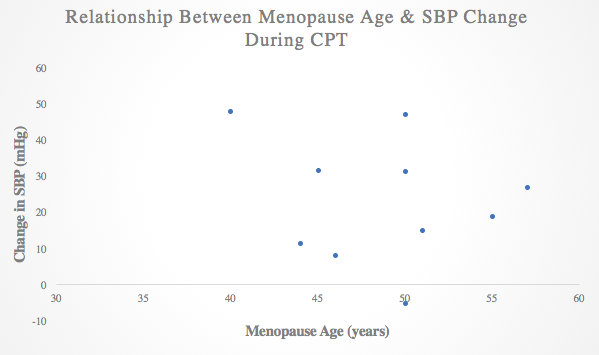 Relationship Between Menopause Age & SBP Change
During CPT
60
50
40
30
20
10
0
-10
Change in SBP (mHg)
30 35 40 45 50 55 60
Menopause Age (years)